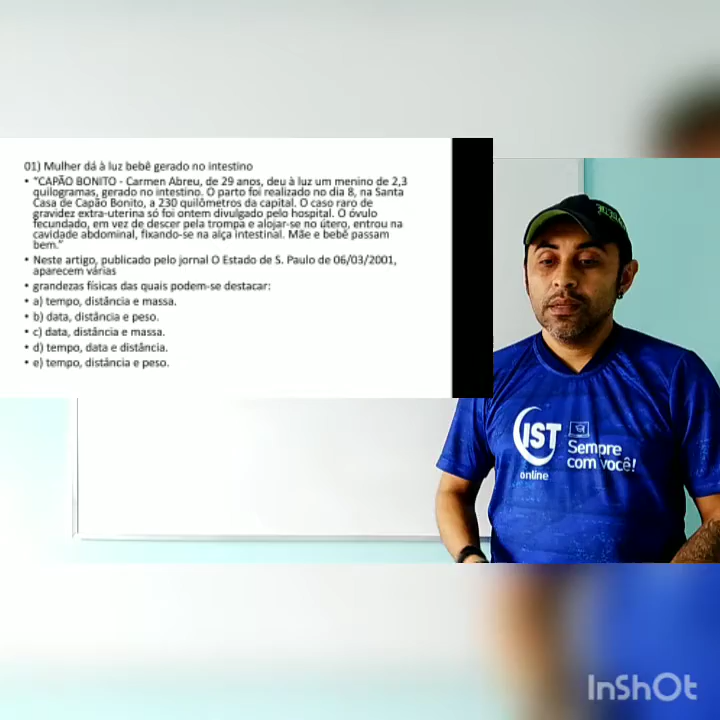 01) Mulher dá à luz bebê gerado no intestino
• "CAPÃO BONITO - Carmen Abreu, de 29 anos, deu à luz um menino de 2,3
quilogramas, gerado no intestino. O parto foi realizado no dia 8, na Santa
Casa de Capão Bonito, a 230 quilômetros da capital. O caso raro de
gravidez extra-uterina só foi ontem divulgado pelo hospital. O óvulo
fecundado, em vez de descer pela trompa e alojar-se no útero, entrou na
cavidade abdominal, fixando-se na alça intestinal. Mãe e bebê passam
bem."
• Neste artigo, publicado pelo jornal O Estado de S. Paulo de 06/03/2001,
aparecem várias
• grandezas físicas das quais podem-se destacar:
• a) tempo, distância e massa.
• b) data, distância e peso.
• c) data, distância e massa.
• d) tempo, data e distância.
• e) tempo, distância e peso.
IST
online
Sempre
com você!
InShOt